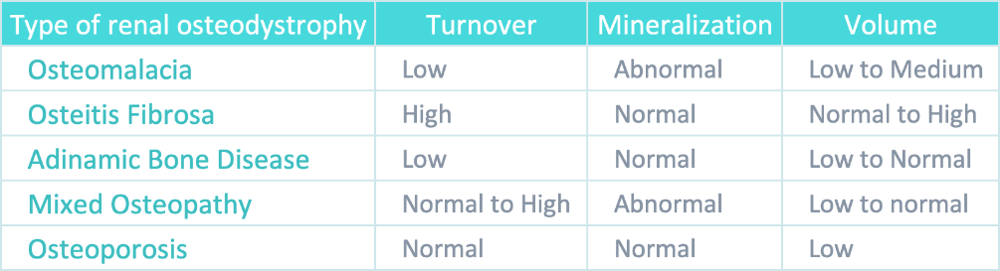 Type of renal osteodystrophy Turnover Mineralization Volume
Osteomalacia Low Abnormal Low to Medium
Osteitis Fibrosa High Normal Normal to High
Adinamic Bone Disease Low Normal Low to Normal
Mixed Osteopathy Normal to High Abnormal Low to normal
Osteoporosis Normal Normal Low